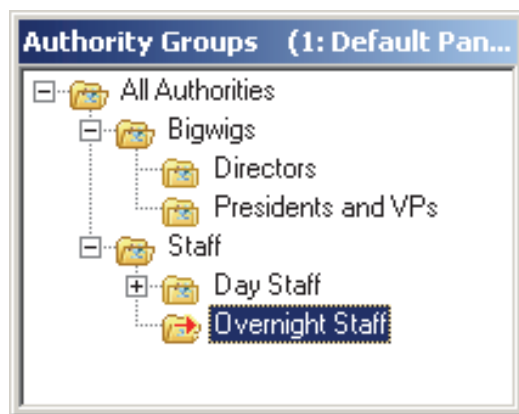 Authority Groups (1: Default Pan...
All Authorities
Bigwigs
Directors
Presidents and VPs
Staff
Day Staff
Overnight Staff